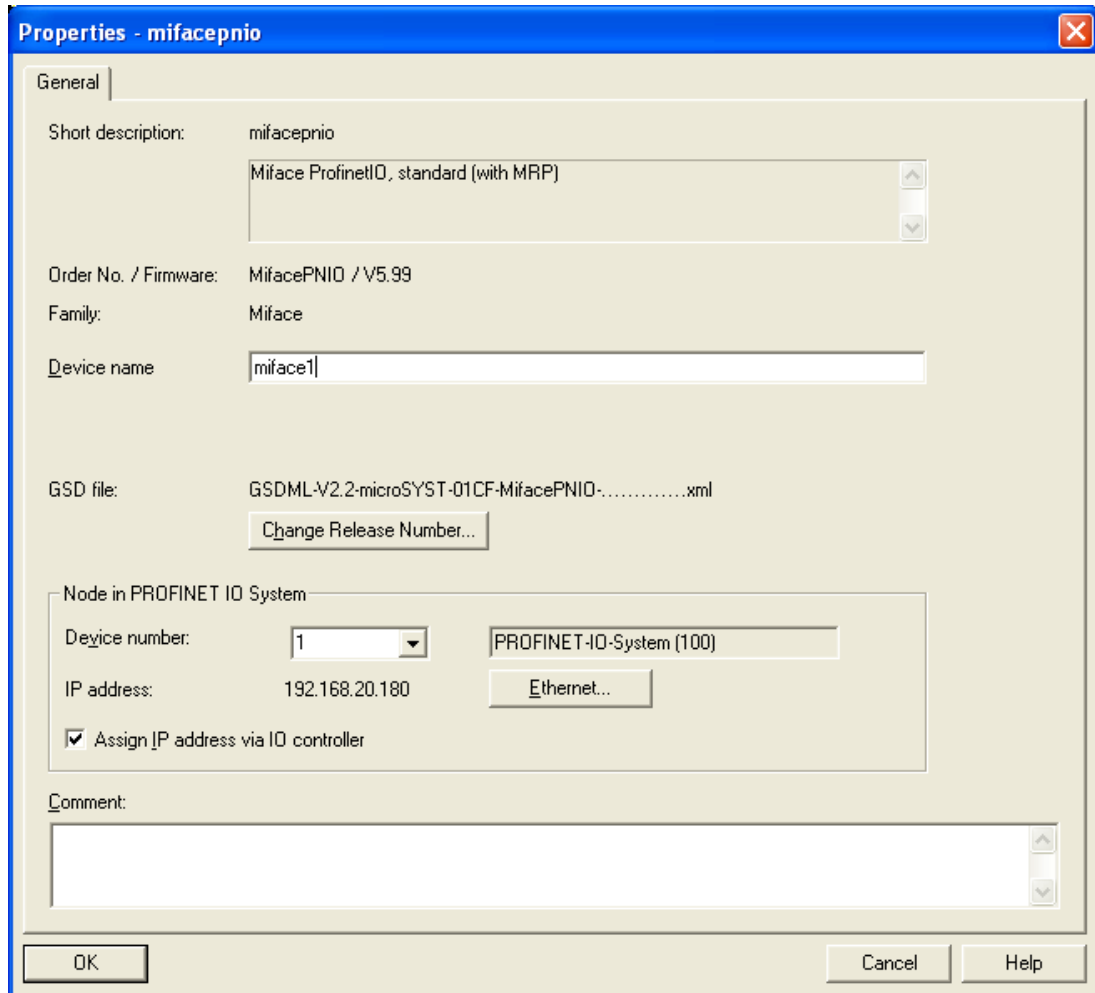 Properties - mifacepnio
General
Short description: mifacepnio
Miface ProfinetIO, standard (with MRP)
Order No. / Firmware: MifacePNIO / V5.99
Family: Miface
Device name miface1
GSD file: GSDML-V2.2-microSYST-01CF-MifacePNIO-.............xml
Change Release Number...
Node in PROFINET IO System
Device number: 1 PROFINET-IO-System (100)
IP address: 192.168.20.180 Ethernet...
Assign IP address via IO controller
Comment:
OK Cancel Help